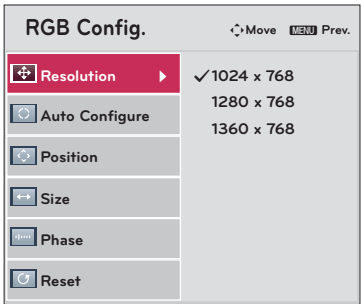 RGB Config.
Move MENU Prev.
Resolution
✓1024 x 768
1280 x 768
1360 x 768
Auto Configure
Position
Size
Phase
Reset